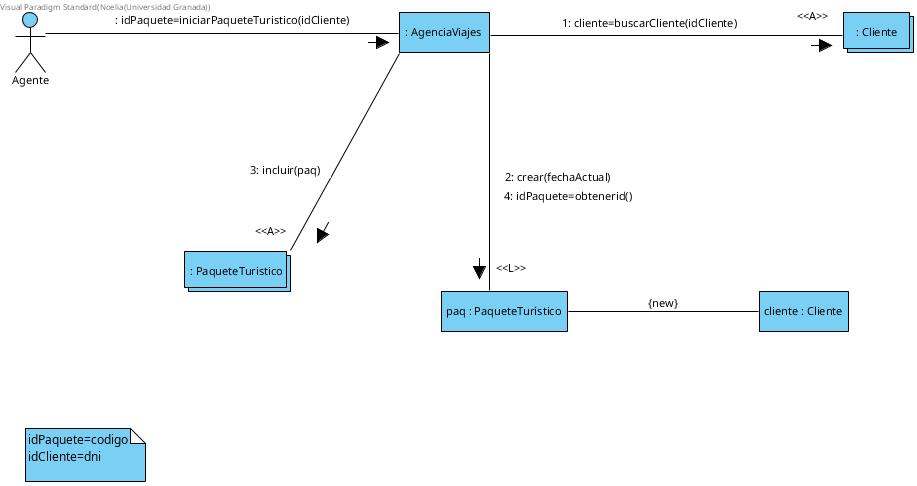 Visual Paradigm Standard(Noelia(Universidad Granada))
: idPaquete=iniciarPaqueteTuristico(idCliente)
: AgenciaViajes
1: cliente=buscarCliente(idCliente)
<<A>>
: Cliente
Agente
3: incluir(paq)
2: crear(fechaActual)
4: idPaquete=obtenerid()
<<A>>
: PaqueteTuristico
<<L>>
paq : PaqueteTurístico
{new}
cliente : Cliente
idPaquete=codigo
idCliente=dni